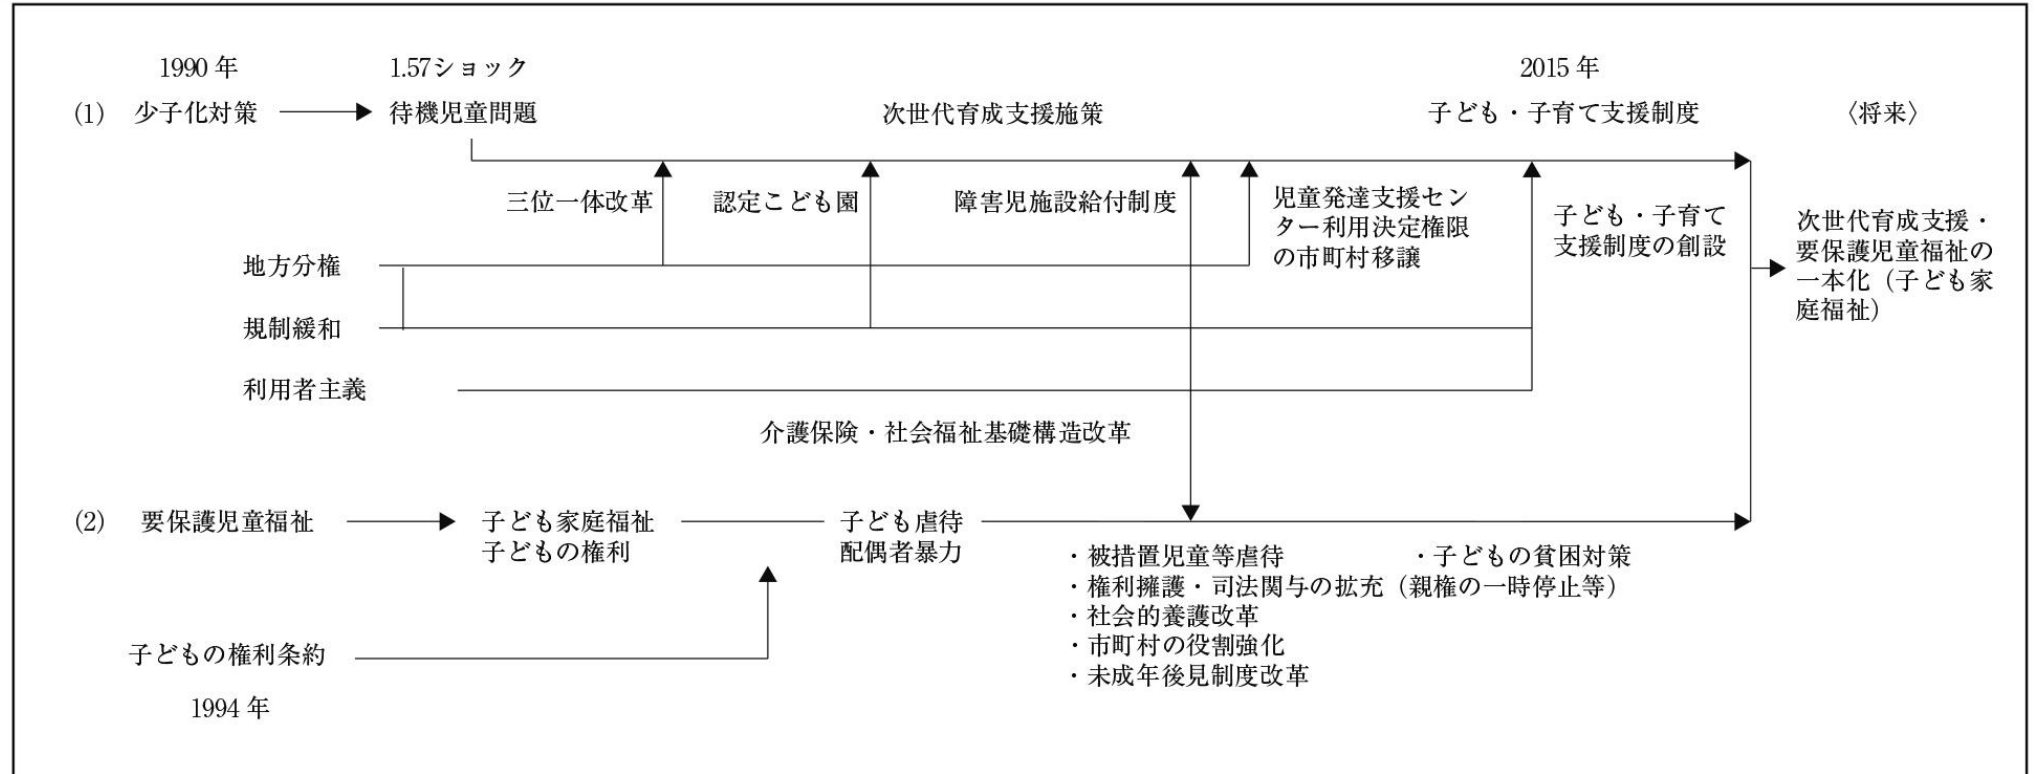 1990 年
1.57ショック
2015 年
(1) 少子化対策
待機児童問題
次世代育成支援施策
子ども・子育て支援制度
〈将来〉
三位一体改革
認定こども園
障害児施設給付制度
児童発達支援セン
ター利用決定権限
の市町村移譲
子ども・子育て
支援制度の創設
次世代育成支援・
要保護児童福祉の
一本化（子ども家
庭福祉）
地方分権
規制緩和
利用者主義
介護保険・社会福祉基礎構造改革
(2) 要保護児童福祉
子ども家庭福祉
子どもの権利
子ども虐待
配偶者暴力
・被措置児童等虐待
・子どもの貧困対策
・権利擁護・司法関与の拡充（親権の一時停止等）
・社会的養護改革
・市町村の役割強化
・未成年後見制度改革
子どもの権利条約
1994 年